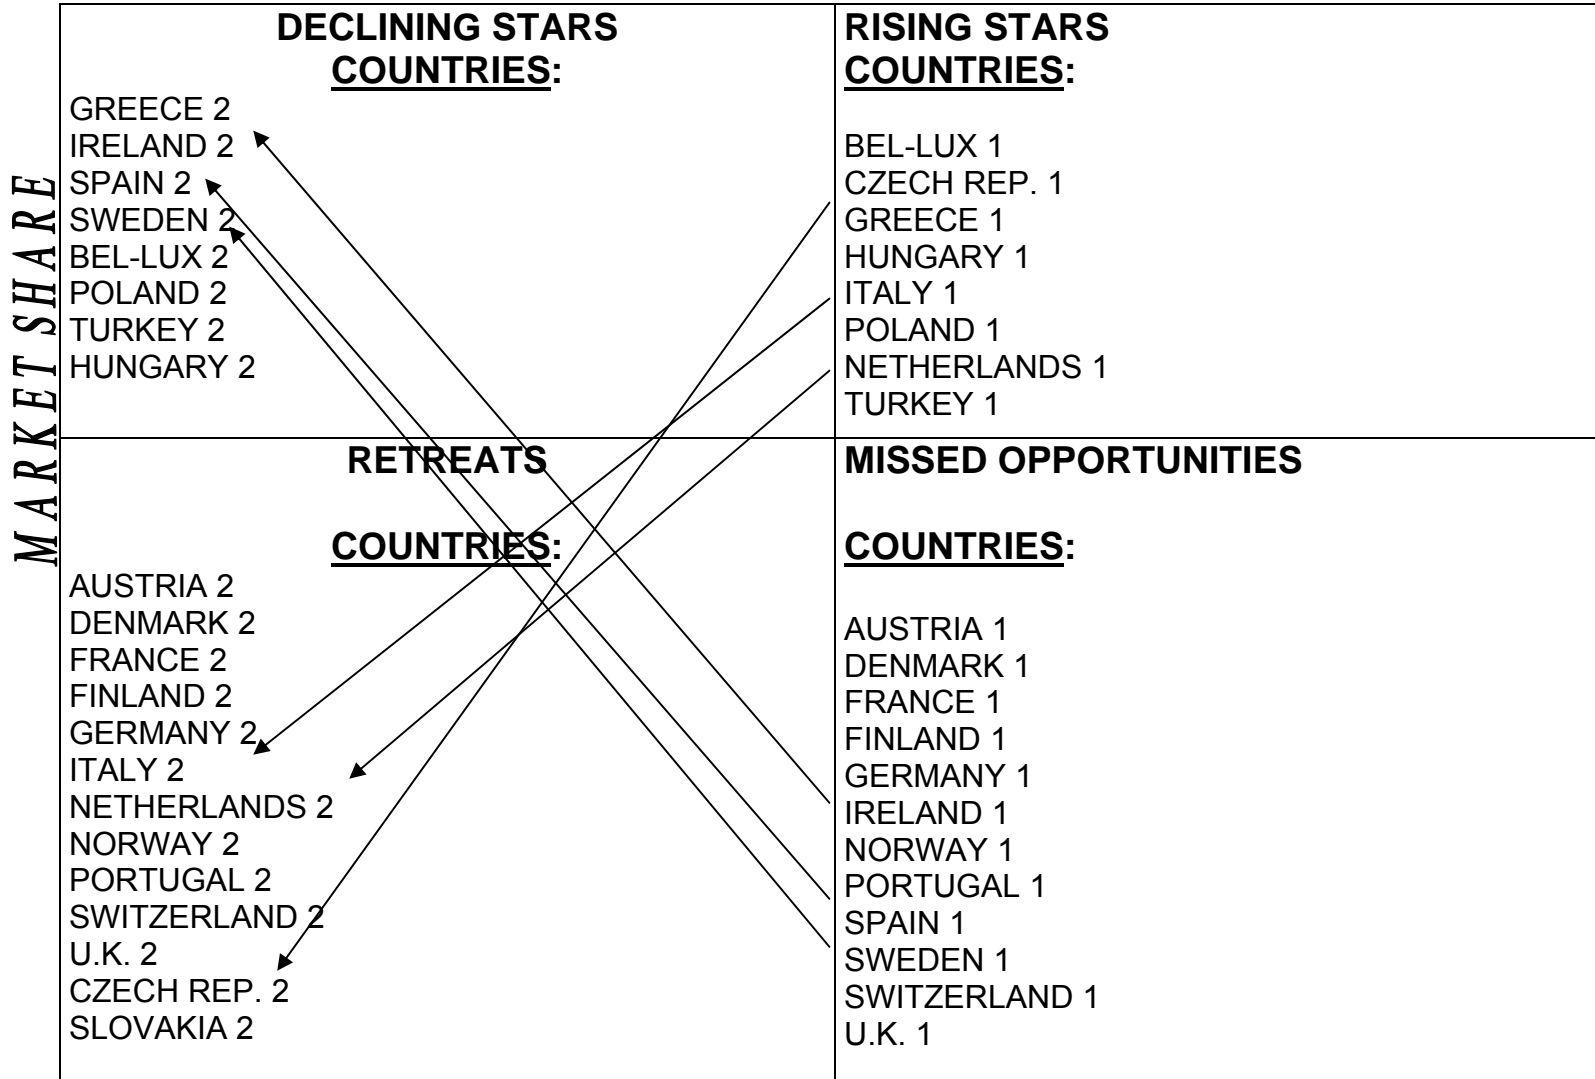 MARKET SHARE
DECLINING STARS
COUNTRIES:
GREECE 2
IRELAND 2
SPAIN 2
SWEDEN 2
BEL-LUX 2
POLAND 2
TURKEY 2
HUNGARY 2
RISING STARS
COUNTRIES:
BEL-LUX 1
CZECH REP. 1
GREECE 1
HUNGARY 1
ITALY 1
POLAND 1
NETHERLANDS 1
TURKEY 1
RETREATS
COUNTRIES:
AUSTRIA 2
DENMARK 2
FRANCE 2
FINLAND 2
GERMANY 2
ITALY 2
NETHERLANDS 2
NORWAY 2
PORTUGAL 2
SWITZERLAND 2
U.K. 2
CZECH REP. 2
SLOVAKIA 2
MISSED OPPORTUNITIES
COUNTRIES:
AUSTRIA 1
DENMARK 1
FRANCE 1
FINLAND 1
GERMANY 1
IRELAND 1
NORWAY 1
PORTUGAL 1
SPAIN 1
SWEDEN 1
SWITZERLAND 1
U.K. 1